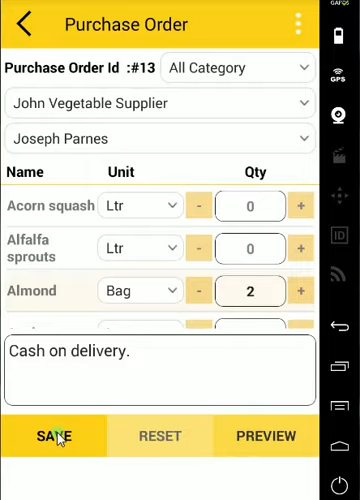 Purchase Order
Purchase Order Id :#13 All Category
John Vegetable Supplier
Joseph Parnes
Name Unit Qty
Acorn squash Ltr - 0 +
Alfalfa
sprouts Ltr - 0 +
Almond Bag - 2 +
Cash on delivery.
SAVE RESET PREVIEW
GPS
ID